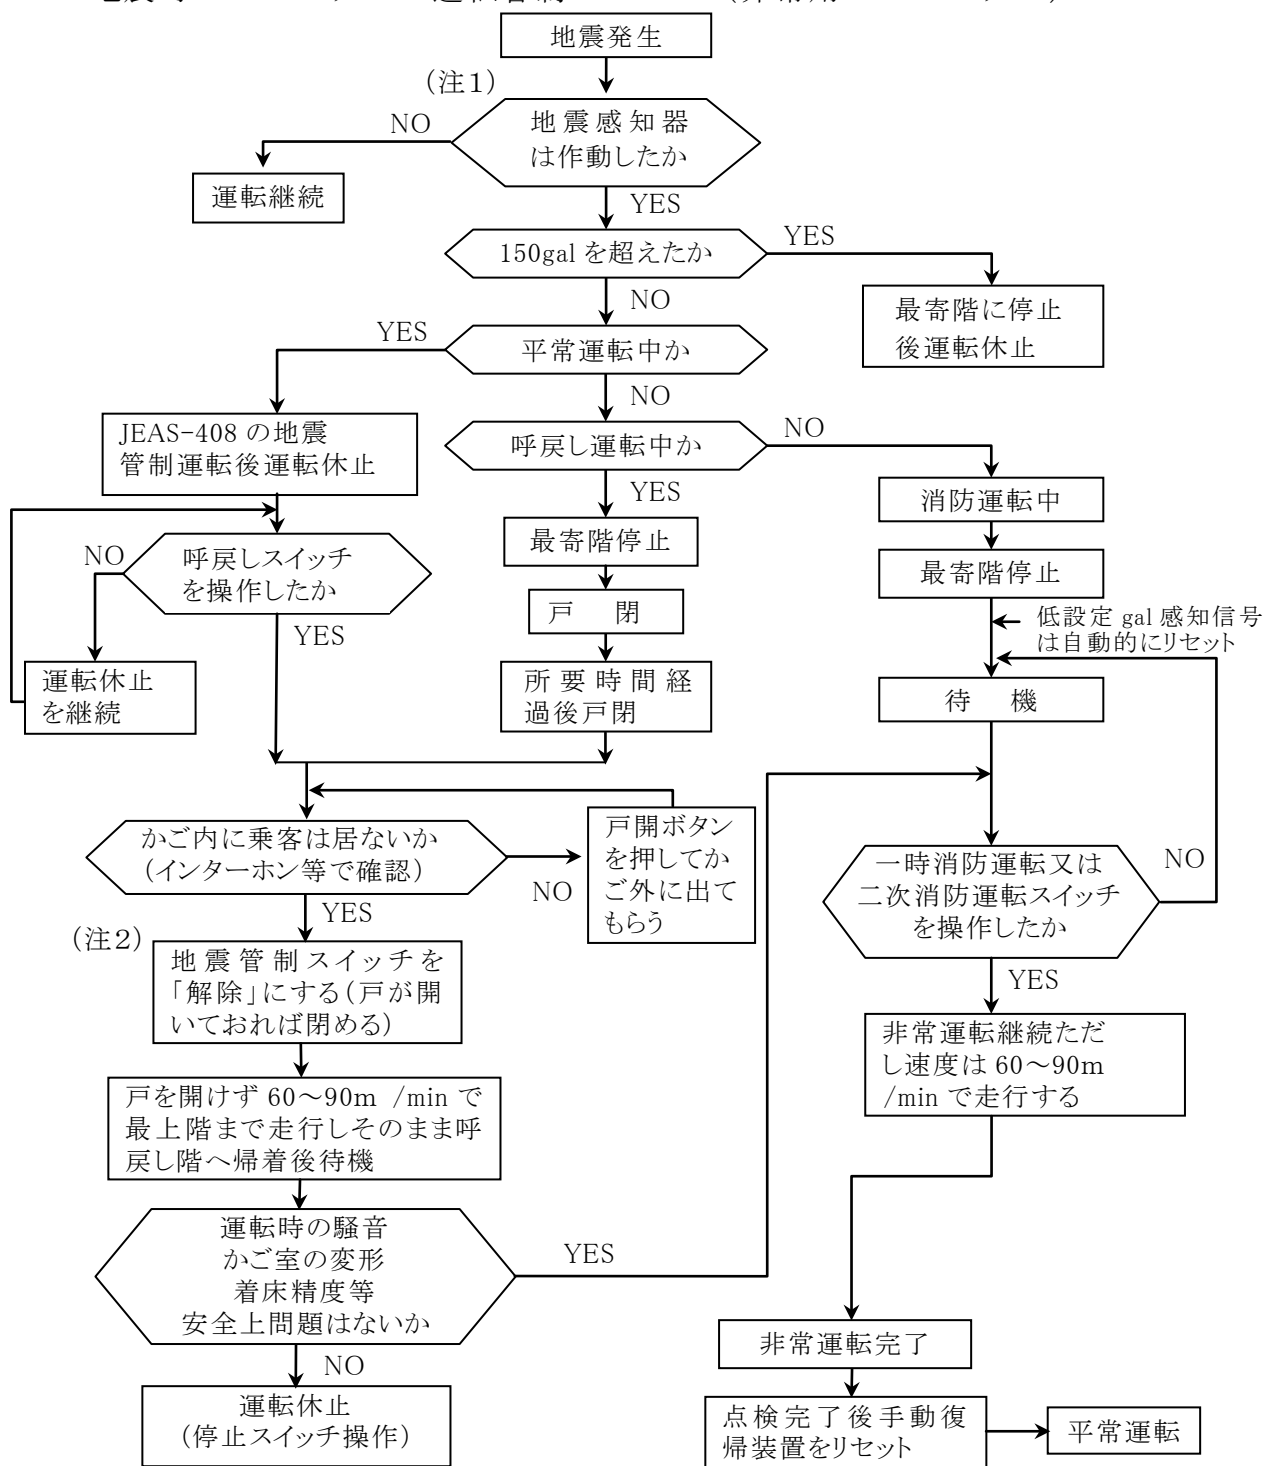 地震発生
(注1)
地震感知器
は作動したか
NO
運転継続
YES
150galを超えたか
YES
最寄階に停止
後運転休止
NO
平常運転中か
YES
NO
JEAS-408の地震
管制運転後運転休止
呼戻し運転中か
NO
YES
消防運転中
最寄階停止
呼戻しスイッチ
を操作したか
NO
YES
運転休止
を継続
最寄階停止
戸 閉
所要時間経
過後戸閉
低設定gal感知信号
は自動的にリセット
待 機
かご内に乗客は居ないか
(インターホン等で確認)
NO
戸開ボタン
を押してか
ご外に出て
もらう
YES
(注2)
地震管制スイッチを
「解除」にする(戸が開
いておれば閉める)
一時消防運転又は
二次消防運転スイッチ
を操作したか
NO
YES
非常運転継続ただ
し速度は60～90m
/minで走行する
戸を開けず60～90m /minで
最上階まで走行しそのまま呼
戻し階へ帰着後待機
運転時の騒音
かご室の変形
着床精度等
安全上問題はないか
YES
NO
運転休止
(停止スイッチ操作)
非常運転完了
点検完了後手動復
帰装置をリセット
平常運転